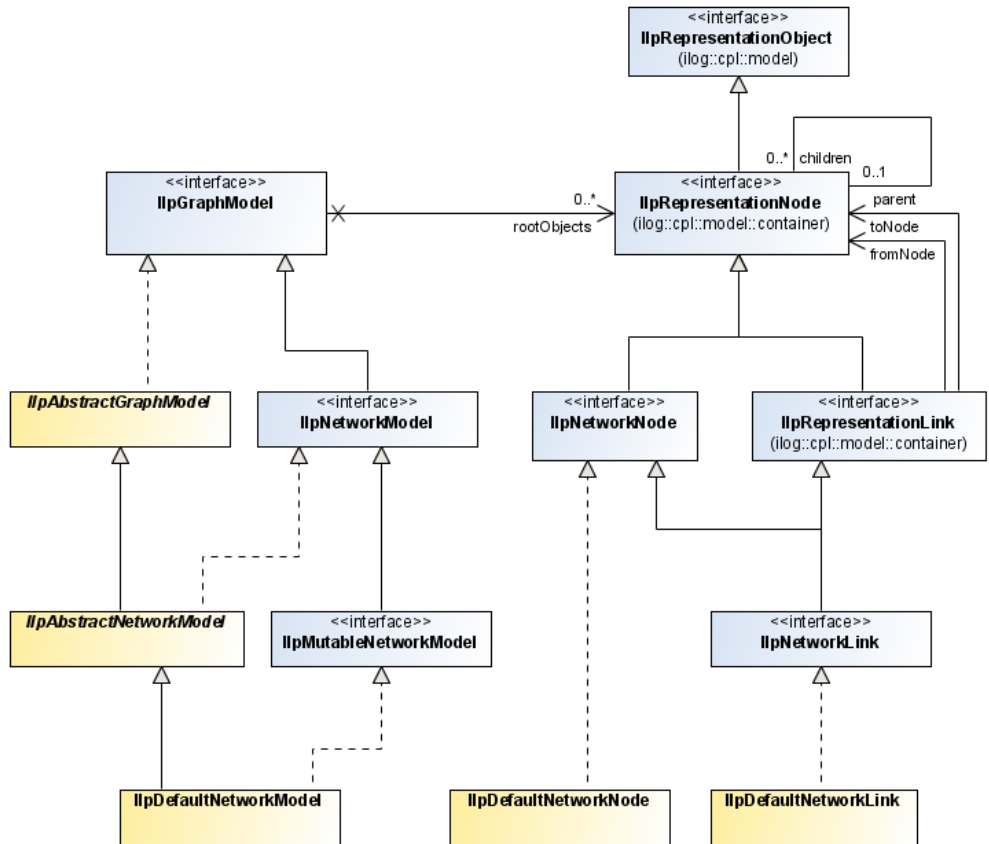 <<interface>>
IlpRepresentationObject
(ilog::cpl::model)
0..* children
0..1
<<interface>>
IlpGraphModel
0..*
rootObjects
<<interface>>
IlpRepresentationNode
(ilog::cpl::model::container)
parent
toNode
fromNode
IlpAbstractGraphModel
<<interface>>
IlpNetworkModel
<<interface>>
IlpNetworkNode
<<interface>>
IlpRepresentationLink
(ilog::cpl::model::container)
IlpAbstractNetworkModel
<<interface>>
IlpMutableNetworkModel
<<interface>>
IlpNetworkLink
IlpDefaultNetworkModel
IlpDefaultNetworkNode
IlpDefaultNetworkLink